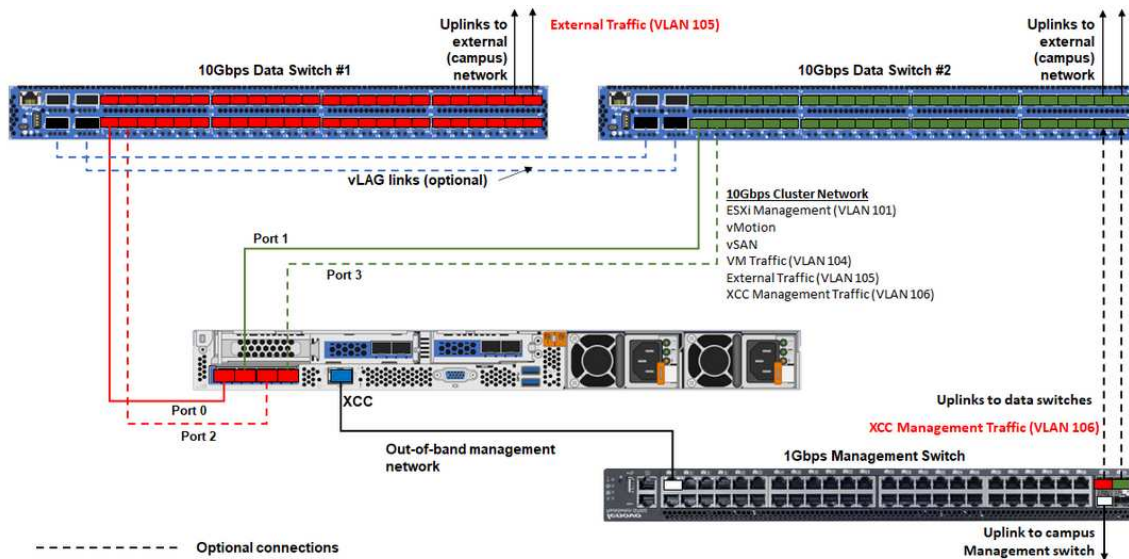 Uplinks to
external
(campus)
network
External Traffic (VLAN 105)
Uplinks to
external
(campus)
network
10Gbps Data Switch #1
10Gbps Data Switch #2
vLAG links (optional)
10Gbps Cluster Network
ESXi Management (VLAN 101)
vMotion
vSAN
VM Traffic (VLAN 104)
External Traffic (VLAN 105)
XCC Management Traffic (VLAN 106)
Port 1
Port 3
XCC
Port 0
Port 2
Uplinks to data switches
XCC Management Traffic (VLAN 106)
Out-of-band management
network
1Gbps Management Switch
Lenovo
Uplink to campus
Management switch
Optional connections